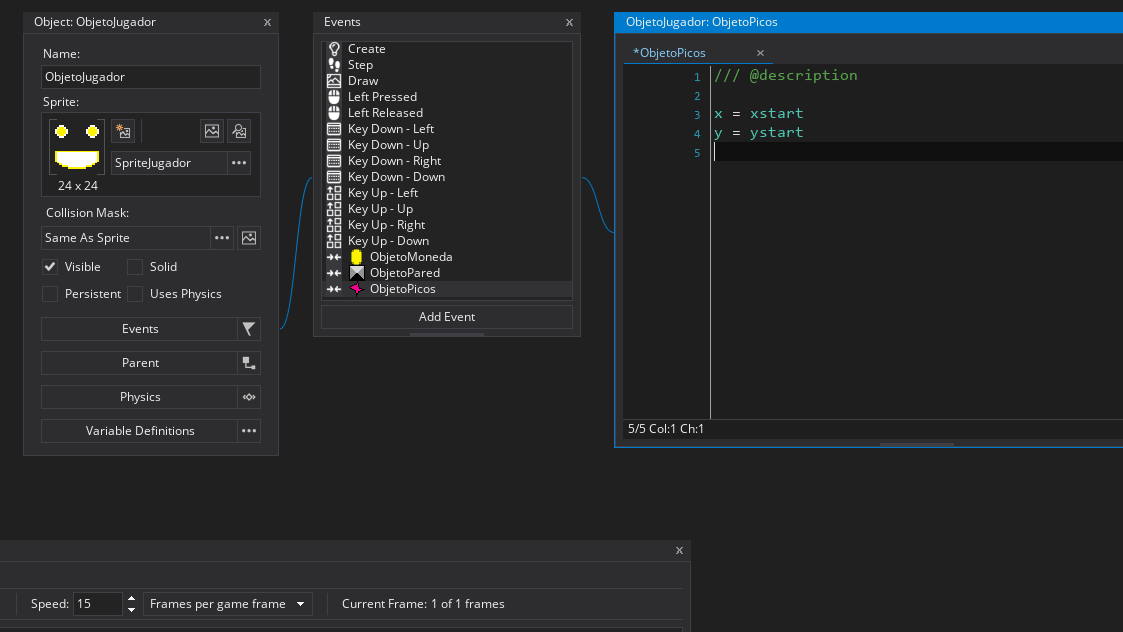 Object: ObjetoJugador x
Name:
ObjetoJugador
Sprite:
SpriteJugador
24 x 24
Collision Mask:
Same As Sprite
Visible Solid
Persistent Uses Physics
Events
Parent
Physics
Variable Definitions
Events x
Create
Step
Draw
Left Pressed
Left Released
Key Down - Left
Key Down - Up
Key Down - Right
Key Down - Down
Key Up - Left
Key Up - Up
Key Up - Right
Key Up - Down
ObjetoMoneda
ObjetoPared
ObjetoPicos
Add Event
ObjetoJugador: ObjetoPicos
*ObjetoPicos ×
1 /// @description
2
3 x = xstart
4 y = ystart
5
5/5 Col:1 Ch:1
x
Speed: 15 Frames per game frame Current Frame: 1 of 1 frames